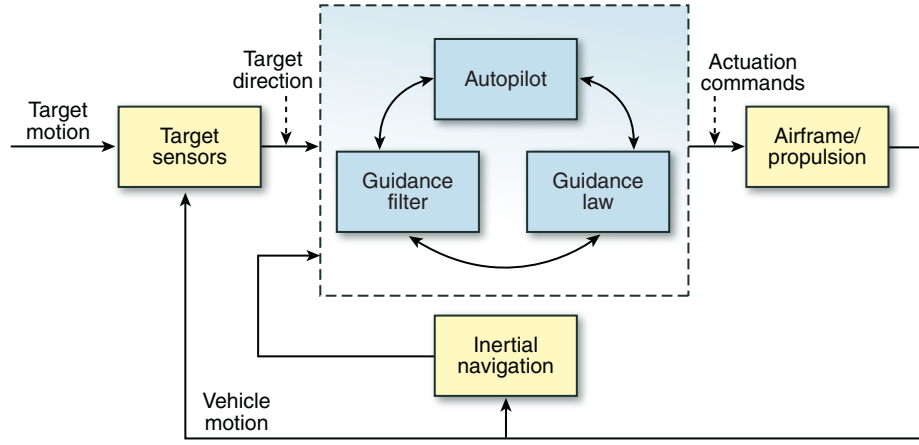 Target
motion
Target
sensors
Target
direction
Autopilot
Guidance
filter
Guidance
law
Actuation
commands
Airframe/
propulsion
Inertial
navigation
Vehicle
motion